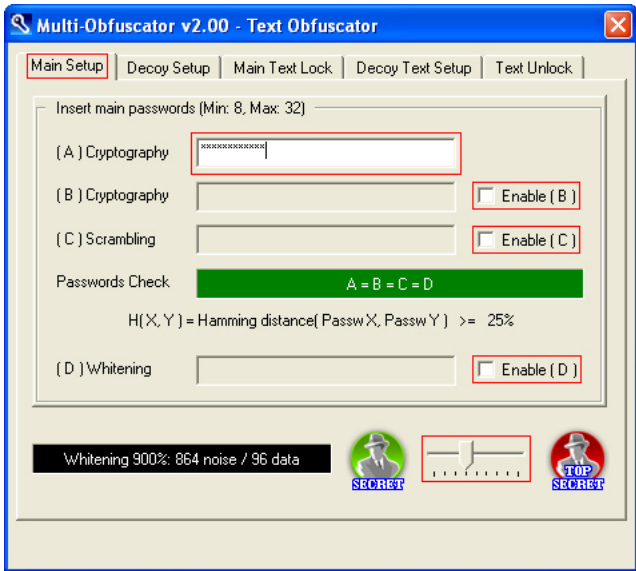 Multi-Obfuscator v2.00 - Text Obfuscator
Main Setup Decoy Setup Main Text Lock Decoy Text Setup Text Unlock
Insert main passwords (Min: 8, Max: 32)
( A ) Cryptography ************
( B ) Cryptography Enable ( B )
( C ) Scrambling Enable ( C )
Passwords Check A = B = C = D
H( X, Y ) = Hamming distance( Passw X, Passw Y ) >= 25%
( D ) Whitening Enable ( D )
Whitening 900%: 864 noise / 96 data
SECRET
TOP
SECRET